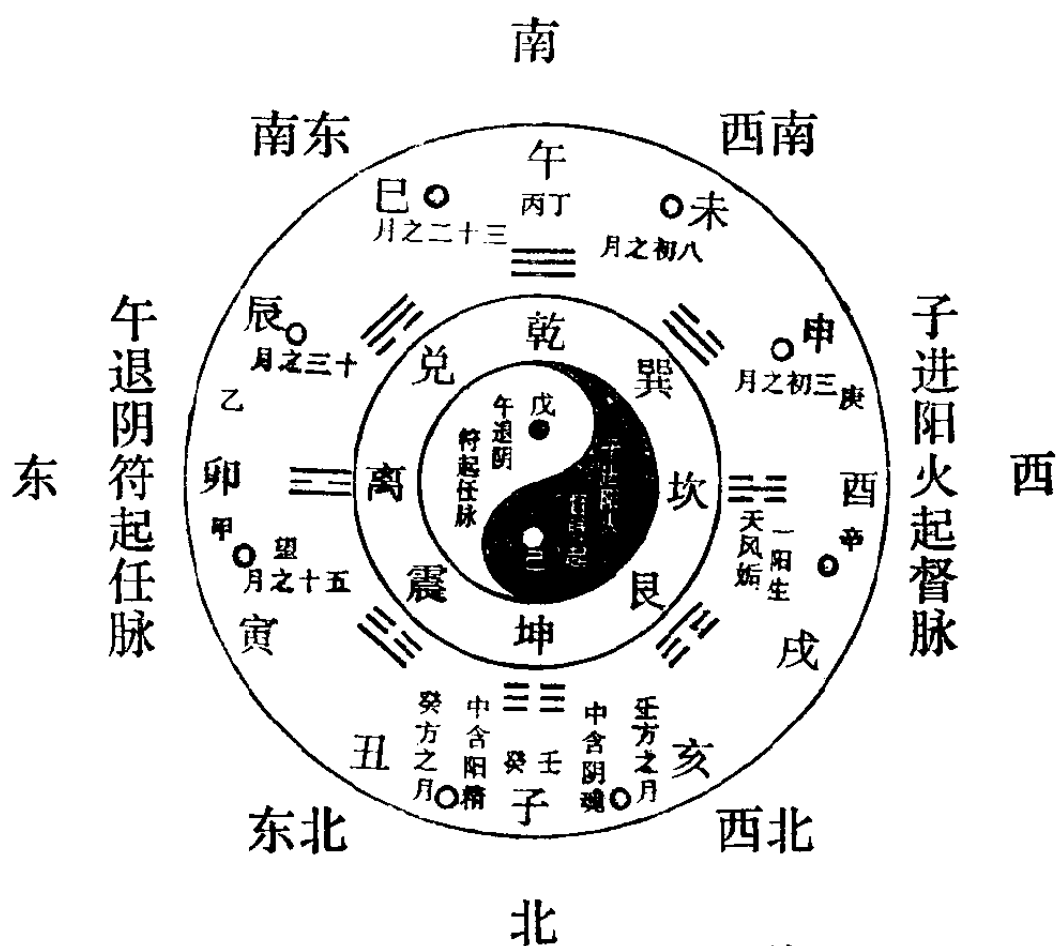 南
南东
西南
午
巳
丙丁
未
月之二十三
月之初八
午退阴符起任脉
子进阳火起督脉
辰
申
乾
兑
巽
月之三十
月之初三
庚
乙
戊
午退阴
符起任脉
东
卯
离
坎
酉
西
甲
辛
望
月之十五
天风姤
一阳生
己
震
艮
寅
坤
戌
癸方之月
中含阳精
癸壬
中含阴魂
壬方之月
丑
子
亥
东北
西北
北